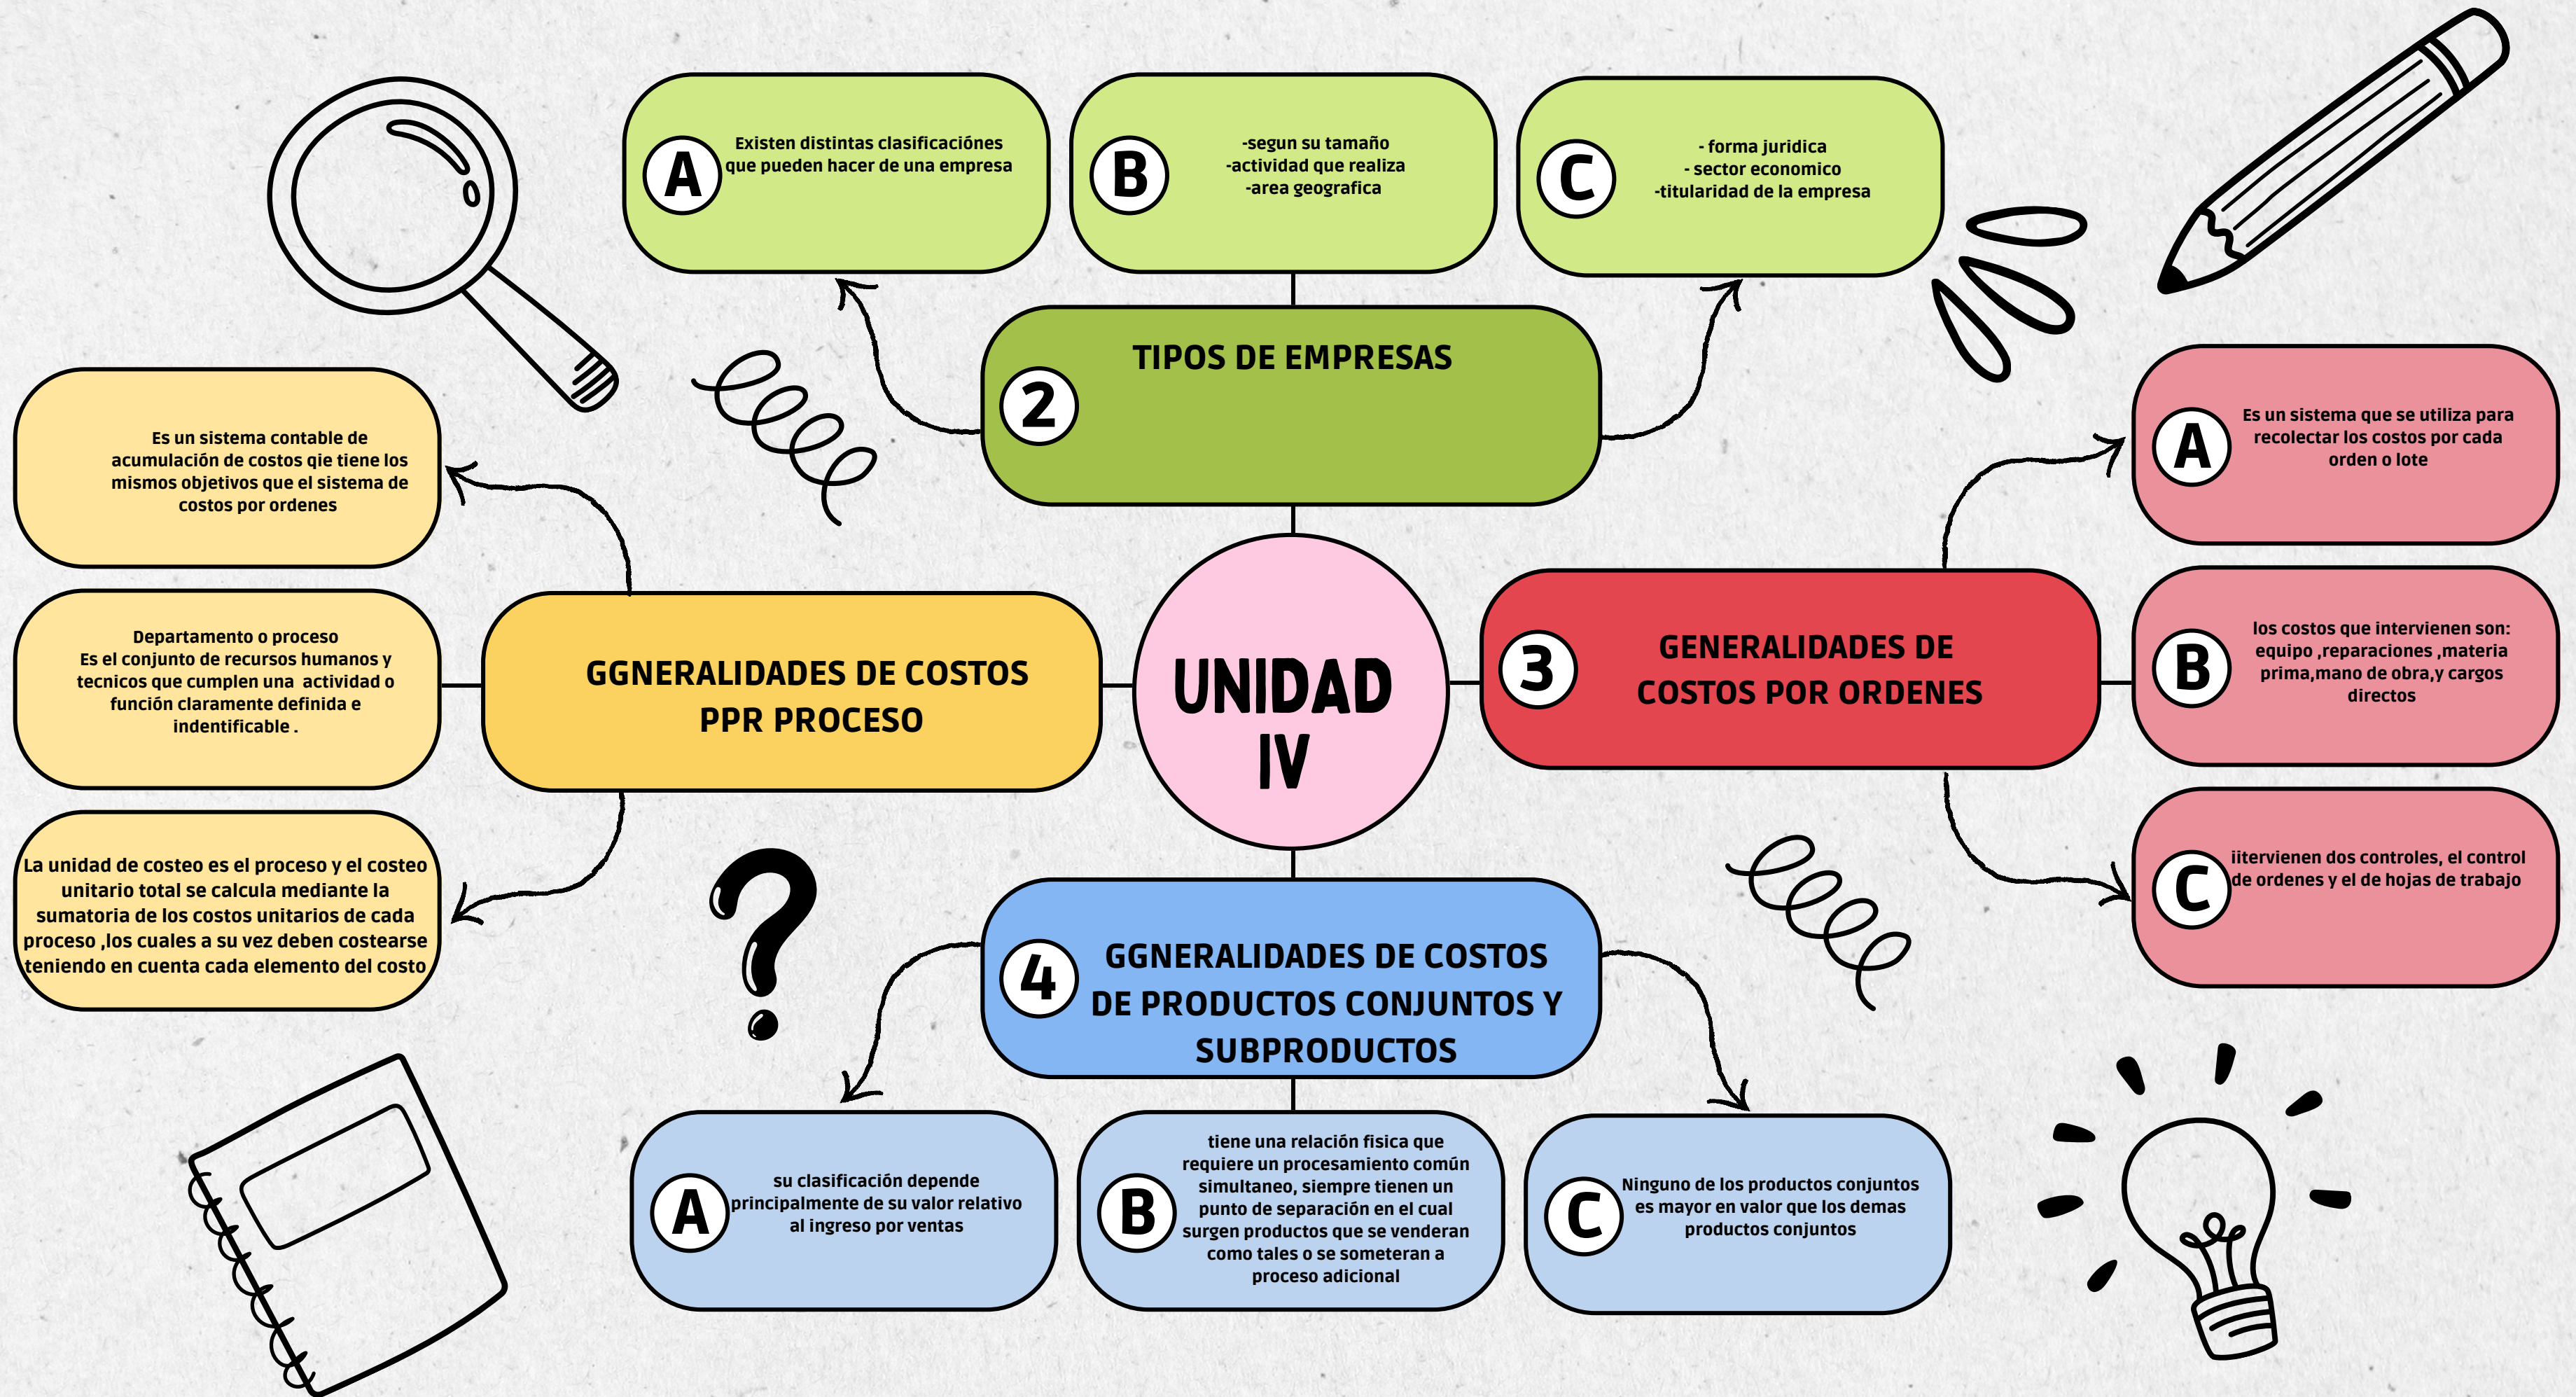 A
Existen distintas clasificaciónes
que pueden hacer de una empresa
B
-segun su tamaño
-actividad que realiza
-area geografica
C
- forma juridica
- sector economico
-titularidad de la empresa
2
TIPOS DE EMPRESAS
Es un sistema contable de
acumulación de costos qie tiene los
mismos objetivos que el sistema de
costos por ordenes
Departamento o proceso
Es el conjunto de recursos humanos y
tecnicos que cumplen una actividad o
función claramente definida e
indentificable .
La unidad de costeo es el proceso y el costeo
unitario total se calcula mediante la
sumatoria de los costos unitarios de cada
proceso ,los cuales a su vez deben costearse
teniendo en cuenta cada elemento del costo
GGNERALIDADES DE COSTOS
PPR PROCESO
UNIDAD
IV
3
GENERALIDADES DE
COSTOS POR ORDENES
A
Es un sistema que se utiliza para
recolectar los costos por cada
orden o lote
B
los costos que intervienen son:
equipo ,reparaciones ,materia
prima,mano de obra,y cargos
directos
C
iitervienen dos controles, el control
de ordenes y el de hojas de trabajo
4
GGNERALIDADES DE COSTOS
DE PRODUCTOS CONJUNTOS Y
SUBPRODUCTOS
A
su clasificación depende
principalmente de su valor relativo
al ingreso por ventas
B
tiene una relación fisica que
requiere un procesamiento común
simultaneo, siempre tienen un
punto de separación en el cual
surgen productos que se venderan
como tales o se someteran a
proceso adicional
C
Ninguno de los productos conjuntos
es mayor en valor que los demas
productos conjuntos